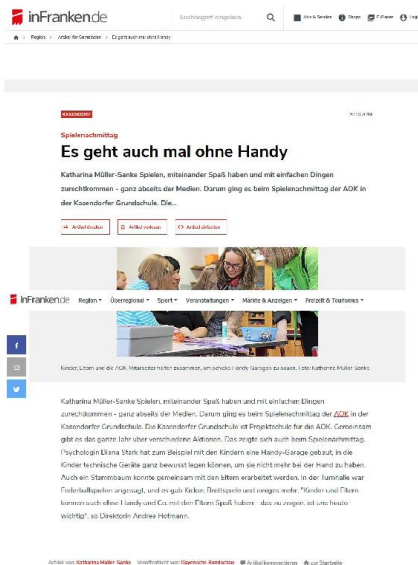 inFranken.de
Suchbegriff eingeben
Abo & Service Shops E-Paper
Region > Artikel für Gemeinden > Es geht auch mal ohne Handy
KASENDORF
Spielenachmittag
Es geht auch mal ohne Handy
Katharina Müller-Sanke Spielen, miteinander Spaß haben und mit einfachen Dingen
zurechtkommen - ganz abseits der Medien. Darum ging es beim Spielenachmittag der AOK in
der Kasendorfer Grundschule. Die...
Artikel drucken Artikel vorlesen Artikel einbetten
inFranken.de Region Überregional Sport Veranstaltungen Märkte & Anzeigen Freizeit & Tourismus
Kinder, Eltern und die AOK-Mitarbeiter helfen zusammen, um schicke Handy-Garagen zu bauen. Foto: Katharina Müller-Sanke
Katharina Müller-Sanke Spielen, miteinander Spaß haben und mit einfachen Dingen
zurechtkommen - ganz abseits der Medien. Darum ging es beim Spielenachmittag der AOK in der
Kasendorfer Grundschule. Die Kasendorfer Grundschule ist Projektschule für die AOK. Gemeinsam
gibt es das ganze Jahr über verschiedene Aktionen. Das zeigte sich auch beim Spielenachmittag.
Psychologin Diana Stark hat zum Beispiel mit den Kindern eine Handy-Garage gebaut, in die
Kinder technische Geräte ganz bewusst legen können, um sie nicht mehr bei der Hand zu haben.
Auch ein Stammbaum konnte gemeinsam mit den Eltern erarbeitet werden. In der Turnhalle war
Federballspielen angesagt, und es gab Kicker, Brettspiele und einiges mehr. "Kinder und Eltern
können auch ohne Handy und Co. mit den Eltern Spaß haben - das zu zeigen, ist uns heute
wichtig", so Direktorin Andrea Hofmann.
Artikel von Katharina Müller-Sanke Veröffentlicht von Bayerische Rundschau Artikel kommentieren zur Startseite